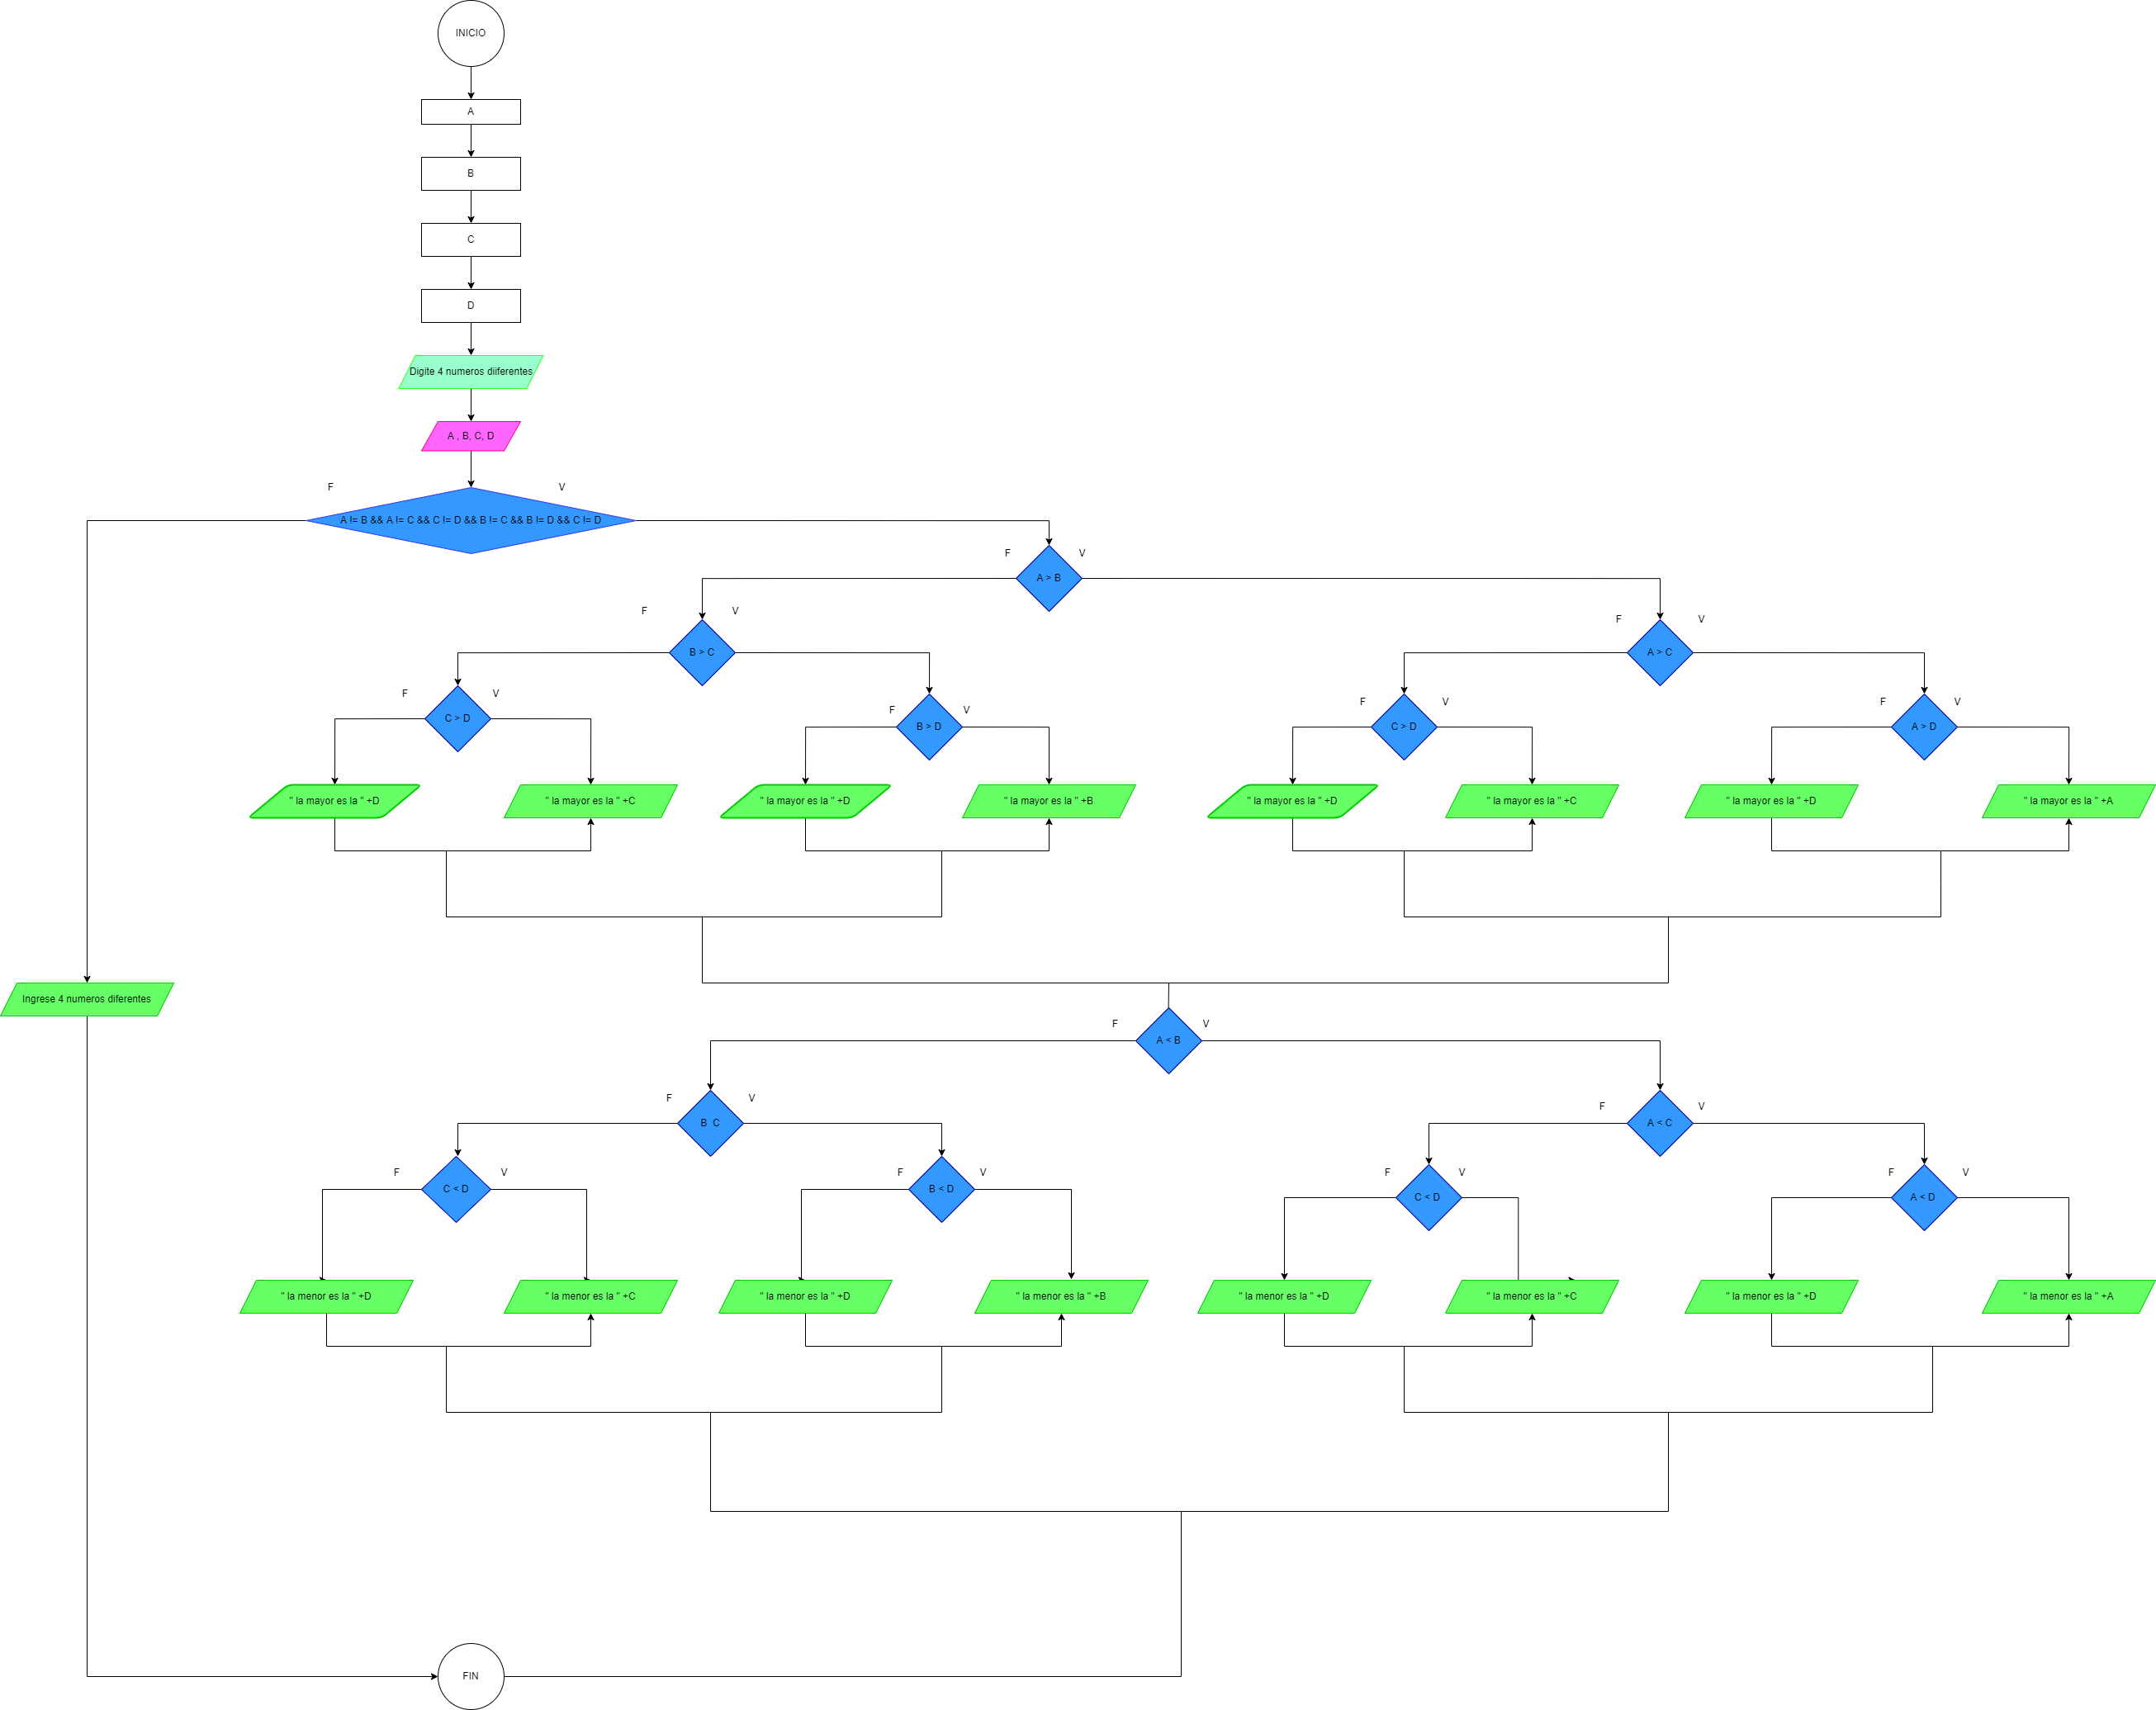 INICIO
A
B
C
D
Digite 4 numeros diiferentes
A , B, C, D
F
V
A != B && A != C && C != D && B != C && B != D && C != D
F
V
A > B
F
V
B > C
F
V
A > C
F
V
C > D
F
V
B > D
F
V
C > D
F
V
A > D
" la mayor es la " +D
" la mayor es la " +C
" la mayor es la " +D
" la mayor es la " +B
" la mayor es la " +D
" la mayor es la " +C
" la mayor es la " +D
" la mayor es la " +A
Ingrese 4 numeros diferentes
F
V
A < B
F
V
B  C
F
V
A < C
F
V
C < D
F
V
B < D
F
V
C < D
F
V
A < D
" la menor es la " +D
" la menor es la " +C
" la menor es la " +D
" la menor es la " +B
" la menor es la " +D
" la menor es la " +C
" la menor es la " +D
" la menor es la " +A
FIN